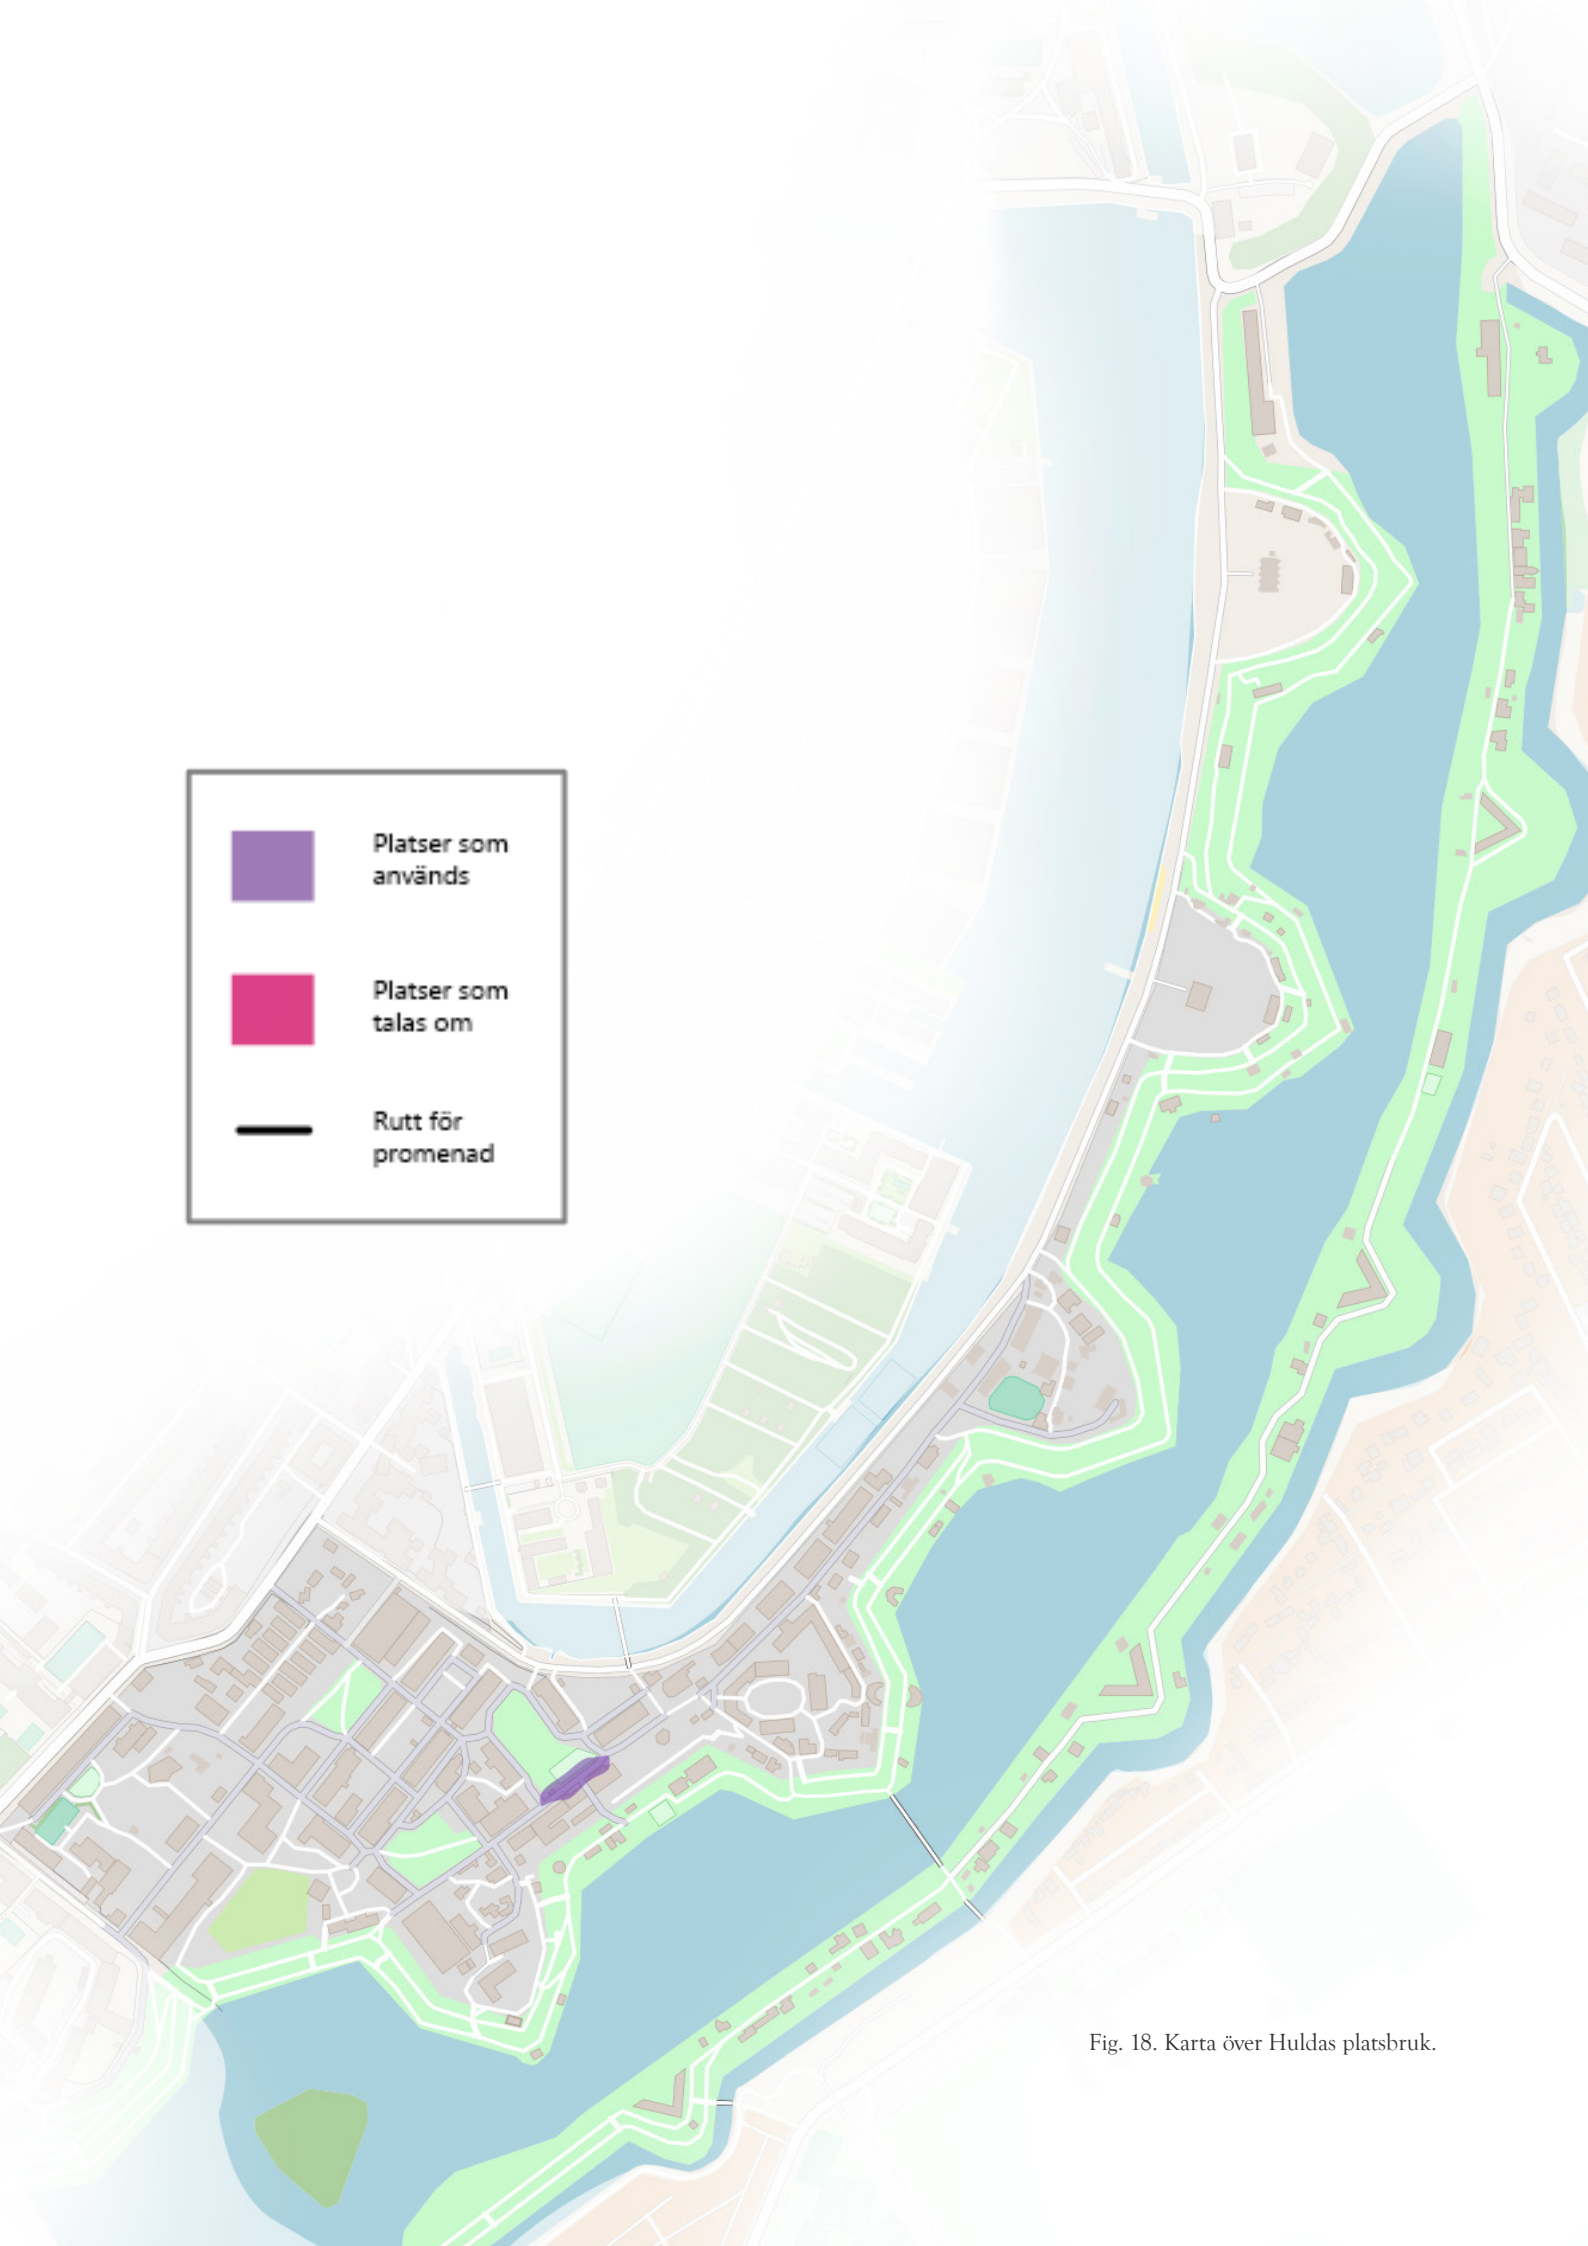 Platser som
används
Platser som
talas om
Rutt för
promenad
Fig. 18. Karta över Huldas platsbruk.